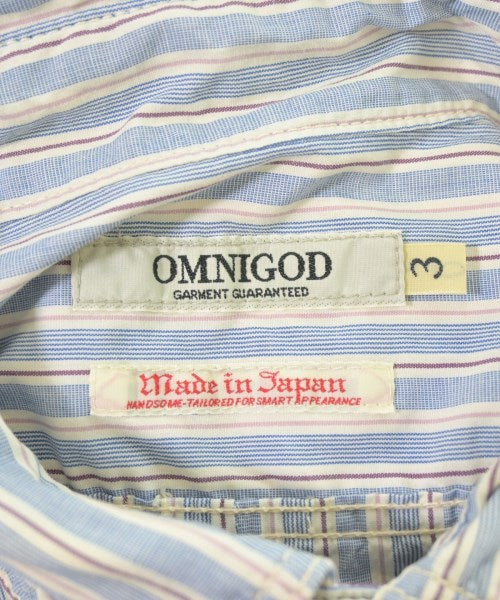 OMNIGOD
GARMENT GUARANTEED
3
Made in Japan
HANDSOME-TAILORED FOR SMART APPEARANCE.